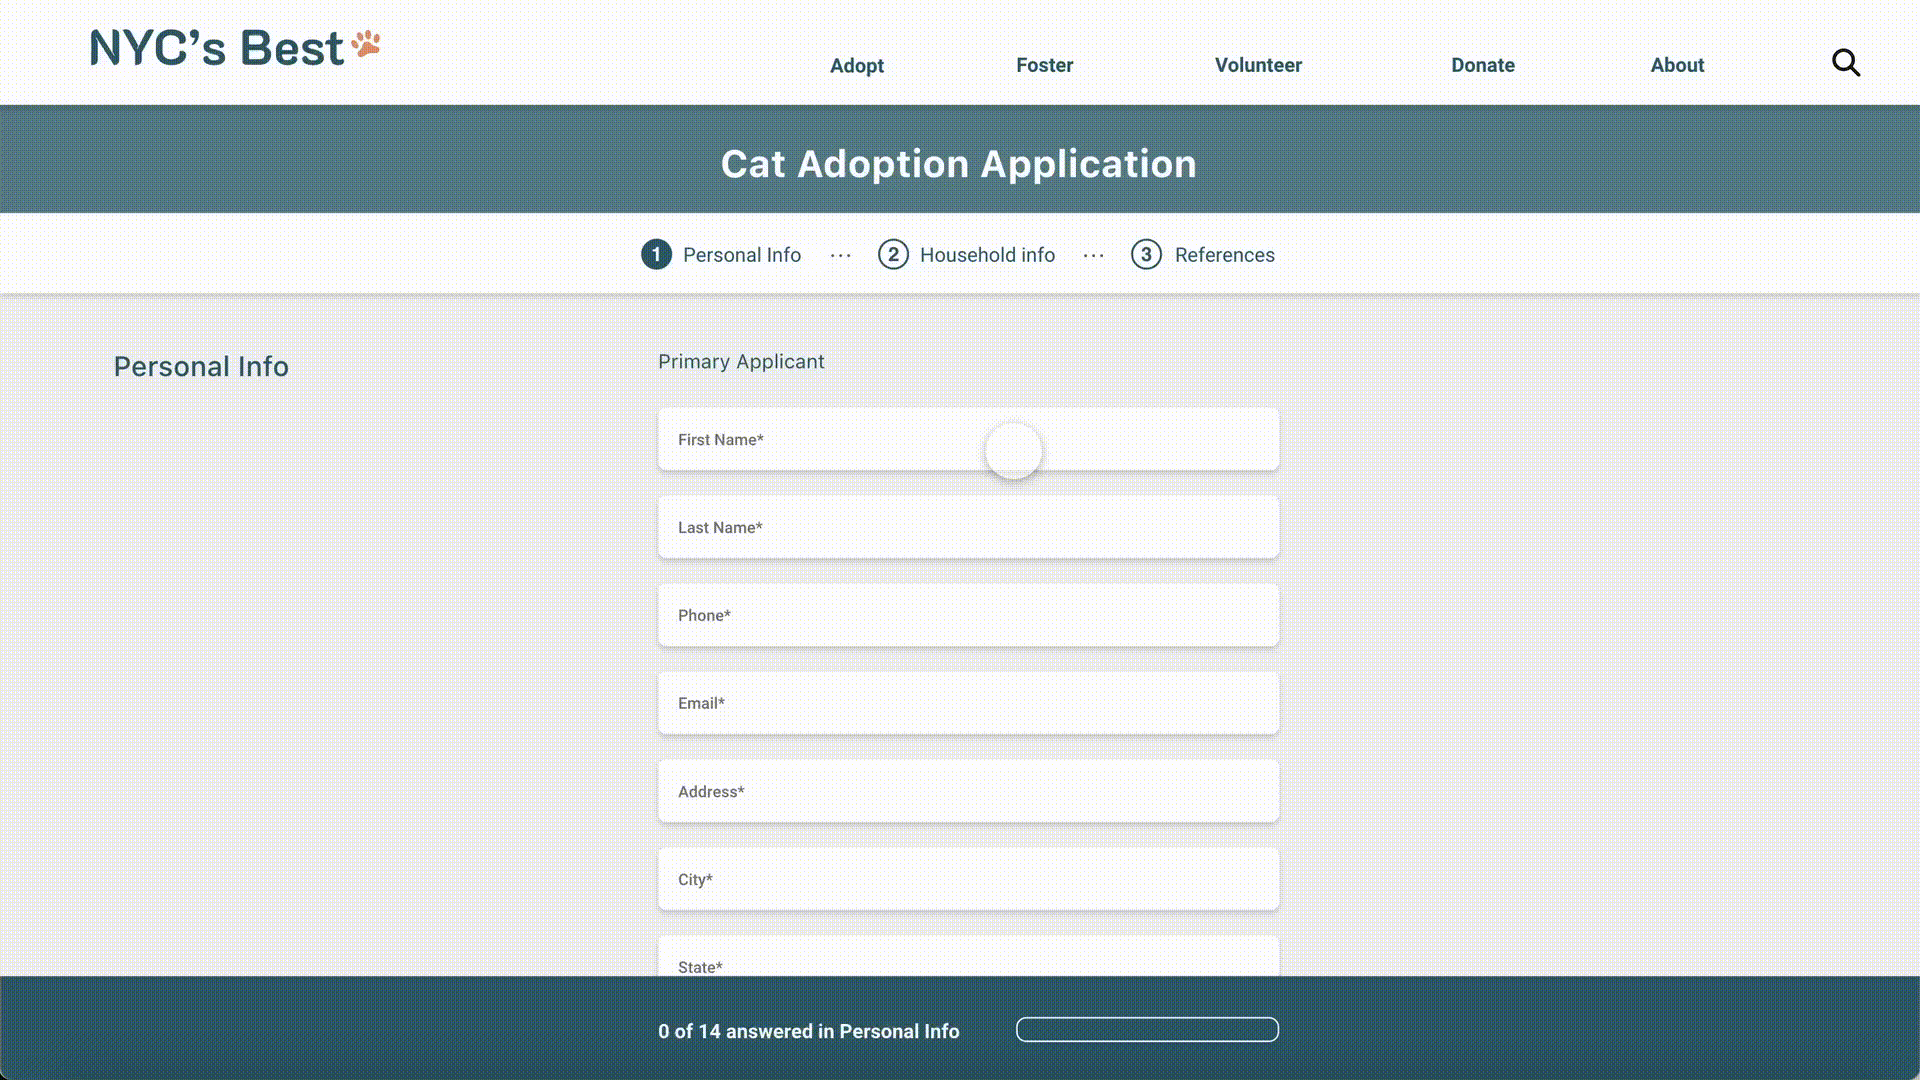 NYC's Best
Adopt Foster Volunteer Donate About
Cat Adoption Application
1 Personal Info ··· 2 Household info ··· 3 References
Personal Info
Primary Applicant
First Name*
Last Name*
Phone*
Email*
Address*
City*
State*
0 of 14 answered in Personal Info